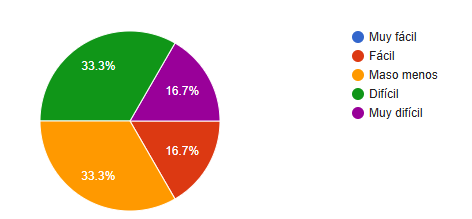 33.3%
16.7%
16.7%
33.3%
Muy fácil
Fácil
Maso menos
Difícil
Muy difícil